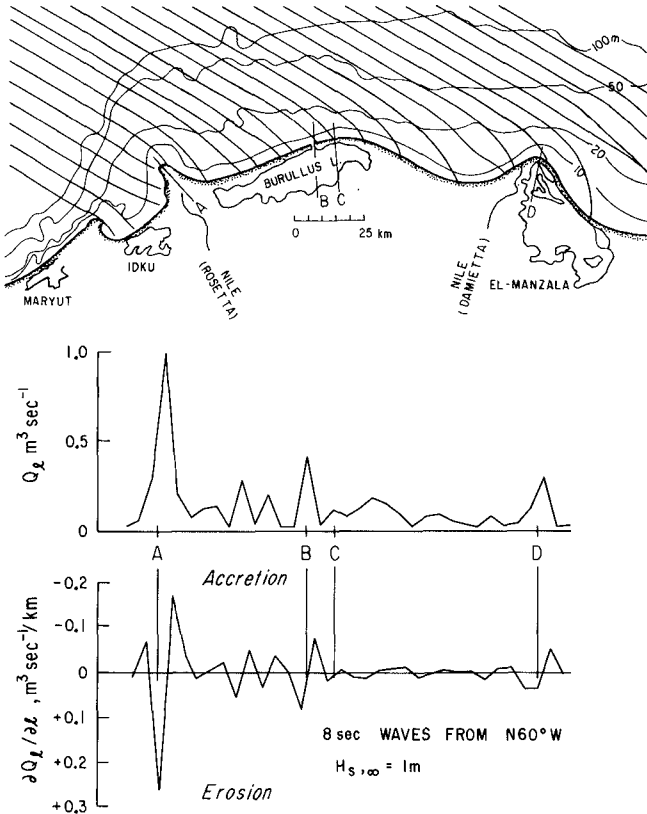 100 m
50
20
10
BURULLUS L
A
B C
D
0 25 km
IDKU
MARYUT
NILE
(ROSETTA)
NILE
(DAMIETTA)
EL-MANZALA
1.0
0.5
0
Qℓ m³ sec⁻¹
A B C D
Accretion
-0.2
-0.1
0
+0.1
+0.2
+0.3
∂Qℓ/∂ℓ, m³ sec⁻¹/km
8 sec WAVES FROM N60°W
Hs,∞ = 1m
Erosion